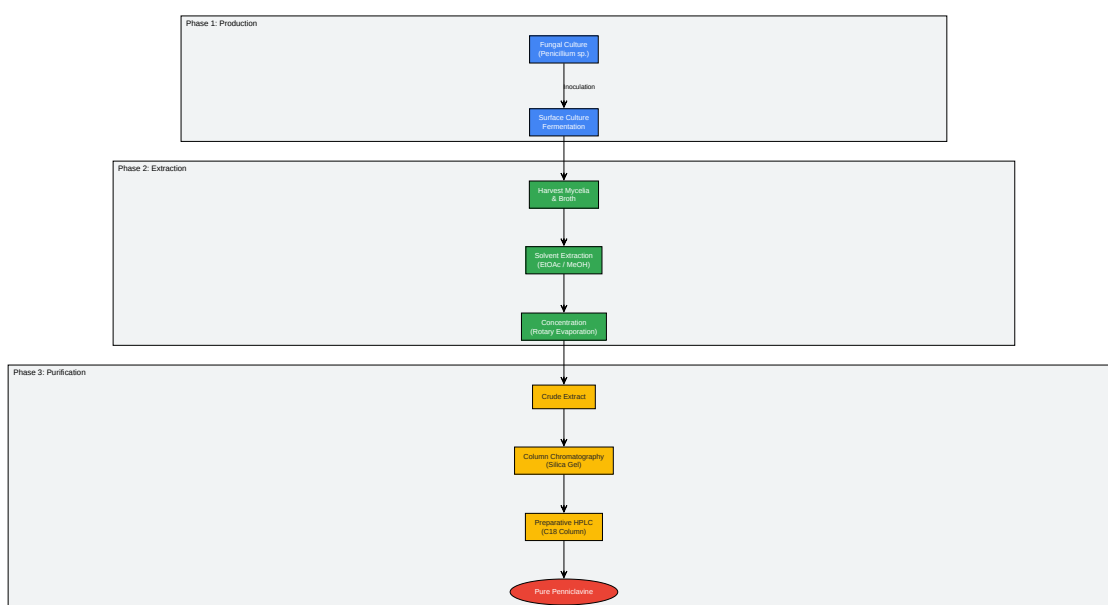 Phase 1: Production
Fungal Culture
(Penicillium sp.)
Inoculation
Surface Culture
Fermentation
Phase 2: Extraction
Harvest Mycelia
& Broth
Solvent Extraction
(EtOAc / MeOH)
Concentration
(Rotary Evaporation)
Phase 3: Purification
Crude Extract
Column Chromatography
(Silica Gel)
Preparative HPLC
(C18 Column)
Pure Penniclavine